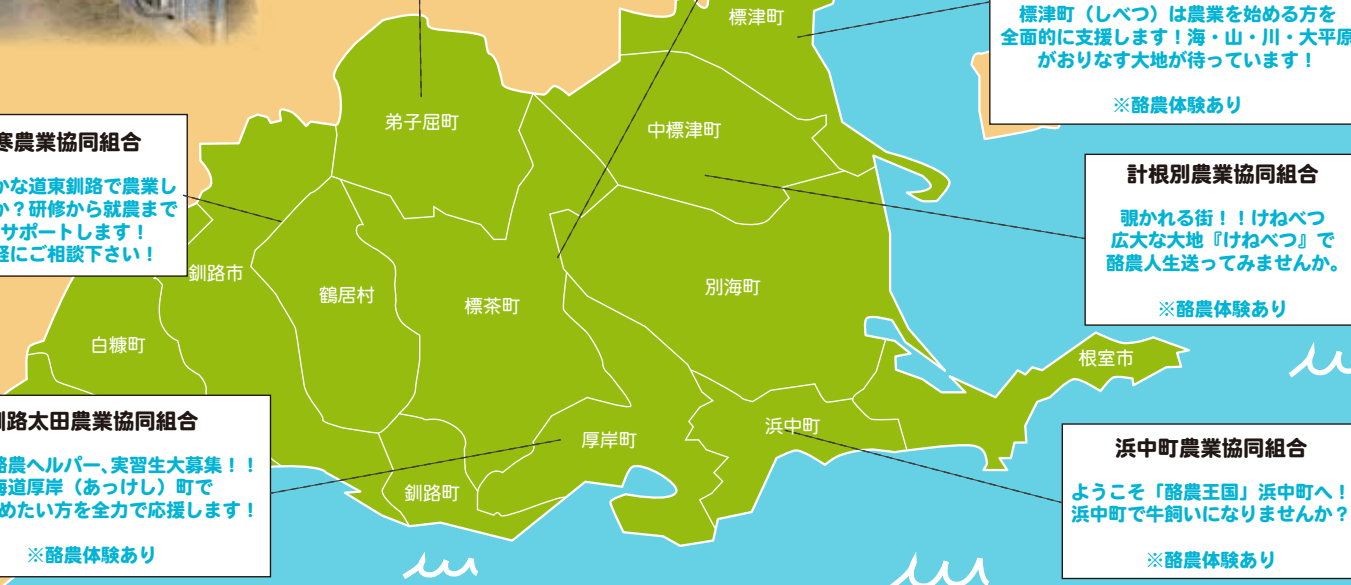 標津町（しべつ）は農業を始める方を
全面的に支援します！海・山・川・大平原
がおりなす大地が待っています！
※酪農体験あり
標津町
弟子屈町
中標津町
寒農業協同組合
かな道東釧路で農業し
か？研修から就農まで
サポートします！
軽にご相談下さい！
計根別農業協同組合
覗かれる街！！けねべつ
広大な大地『けねべつ』で
酪農人生送ってみませんか。
※酪農体験あり
釧路市
鶴居村
標茶町
別海町
白糠町
根室市
釧路太田農業協同組合
酪農ヘルパー、実習生大募集！！
海道厚岸（あっけし）町で
めたい方を全力で応援します！
※酪農体験あり
厚岸町
浜中町
釧路町
浜中町農業協同組合
ようこそ「酪農王国」浜中町へ！
浜中町で牛飼いになりませんか？
※酪農体験あり